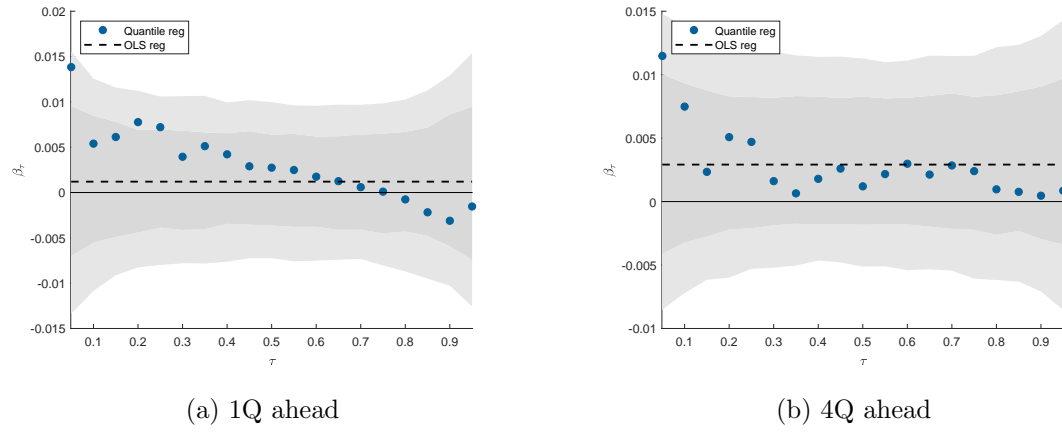 0.02
0.015
0.01
0.005
0
-0.005
-0.01
-0.015
βτ
Quantile reg
OLS reg
0.1 0.2 0.3 0.4 0.5 0.6 0.7 0.8 0.9
τ
(a) 1Q ahead
0.015
0.01
0.005
0
-0.005
-0.01
βτ
Quantile reg
OLS reg
0.1 0.2 0.3 0.4 0.5 0.6 0.7 0.8 0.9
τ
(b) 4Q ahead